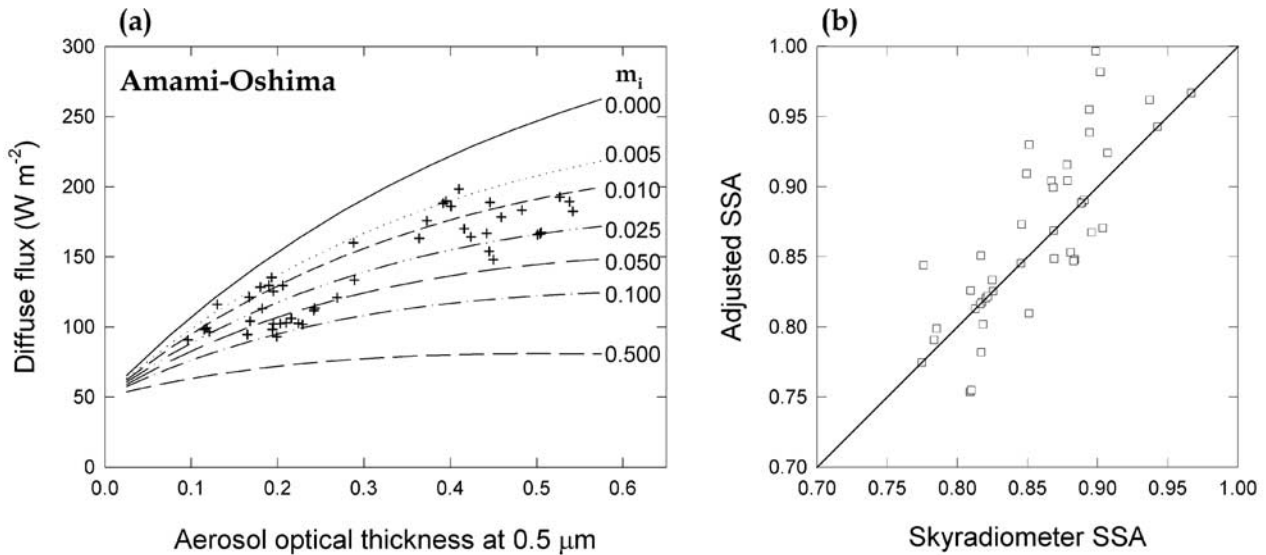 (a)
Amami-Oshima
m_i
0.000
0.005
0.010
0.025
0.050
0.100
0.500
Diffuse flux (W m⁻²)
300
250
200
150
100
50
0
0.0 0.1 0.2 0.3 0.4 0.5 0.6
Aerosol optical thickness at 0.5 μm
(b)
Adjusted SSA
1.00
0.95
0.90
0.85
0.80
0.75
0.70
0.70 0.75 0.80 0.85 0.90 0.95 1.00
Skyradiometer SSA